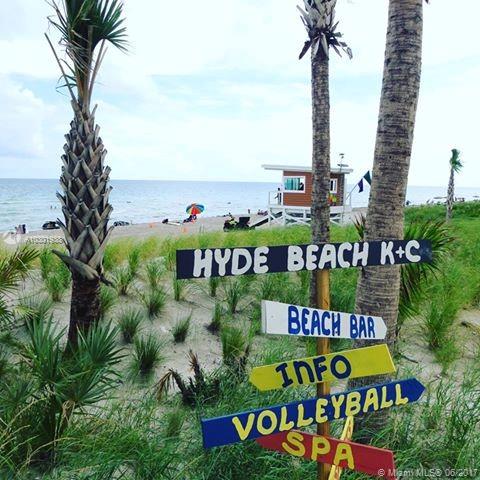 HYDE BEACH K+C
BEACH BAR
INFO
VOLLEYBALL
SPA
© Miami MLS® 06/2017